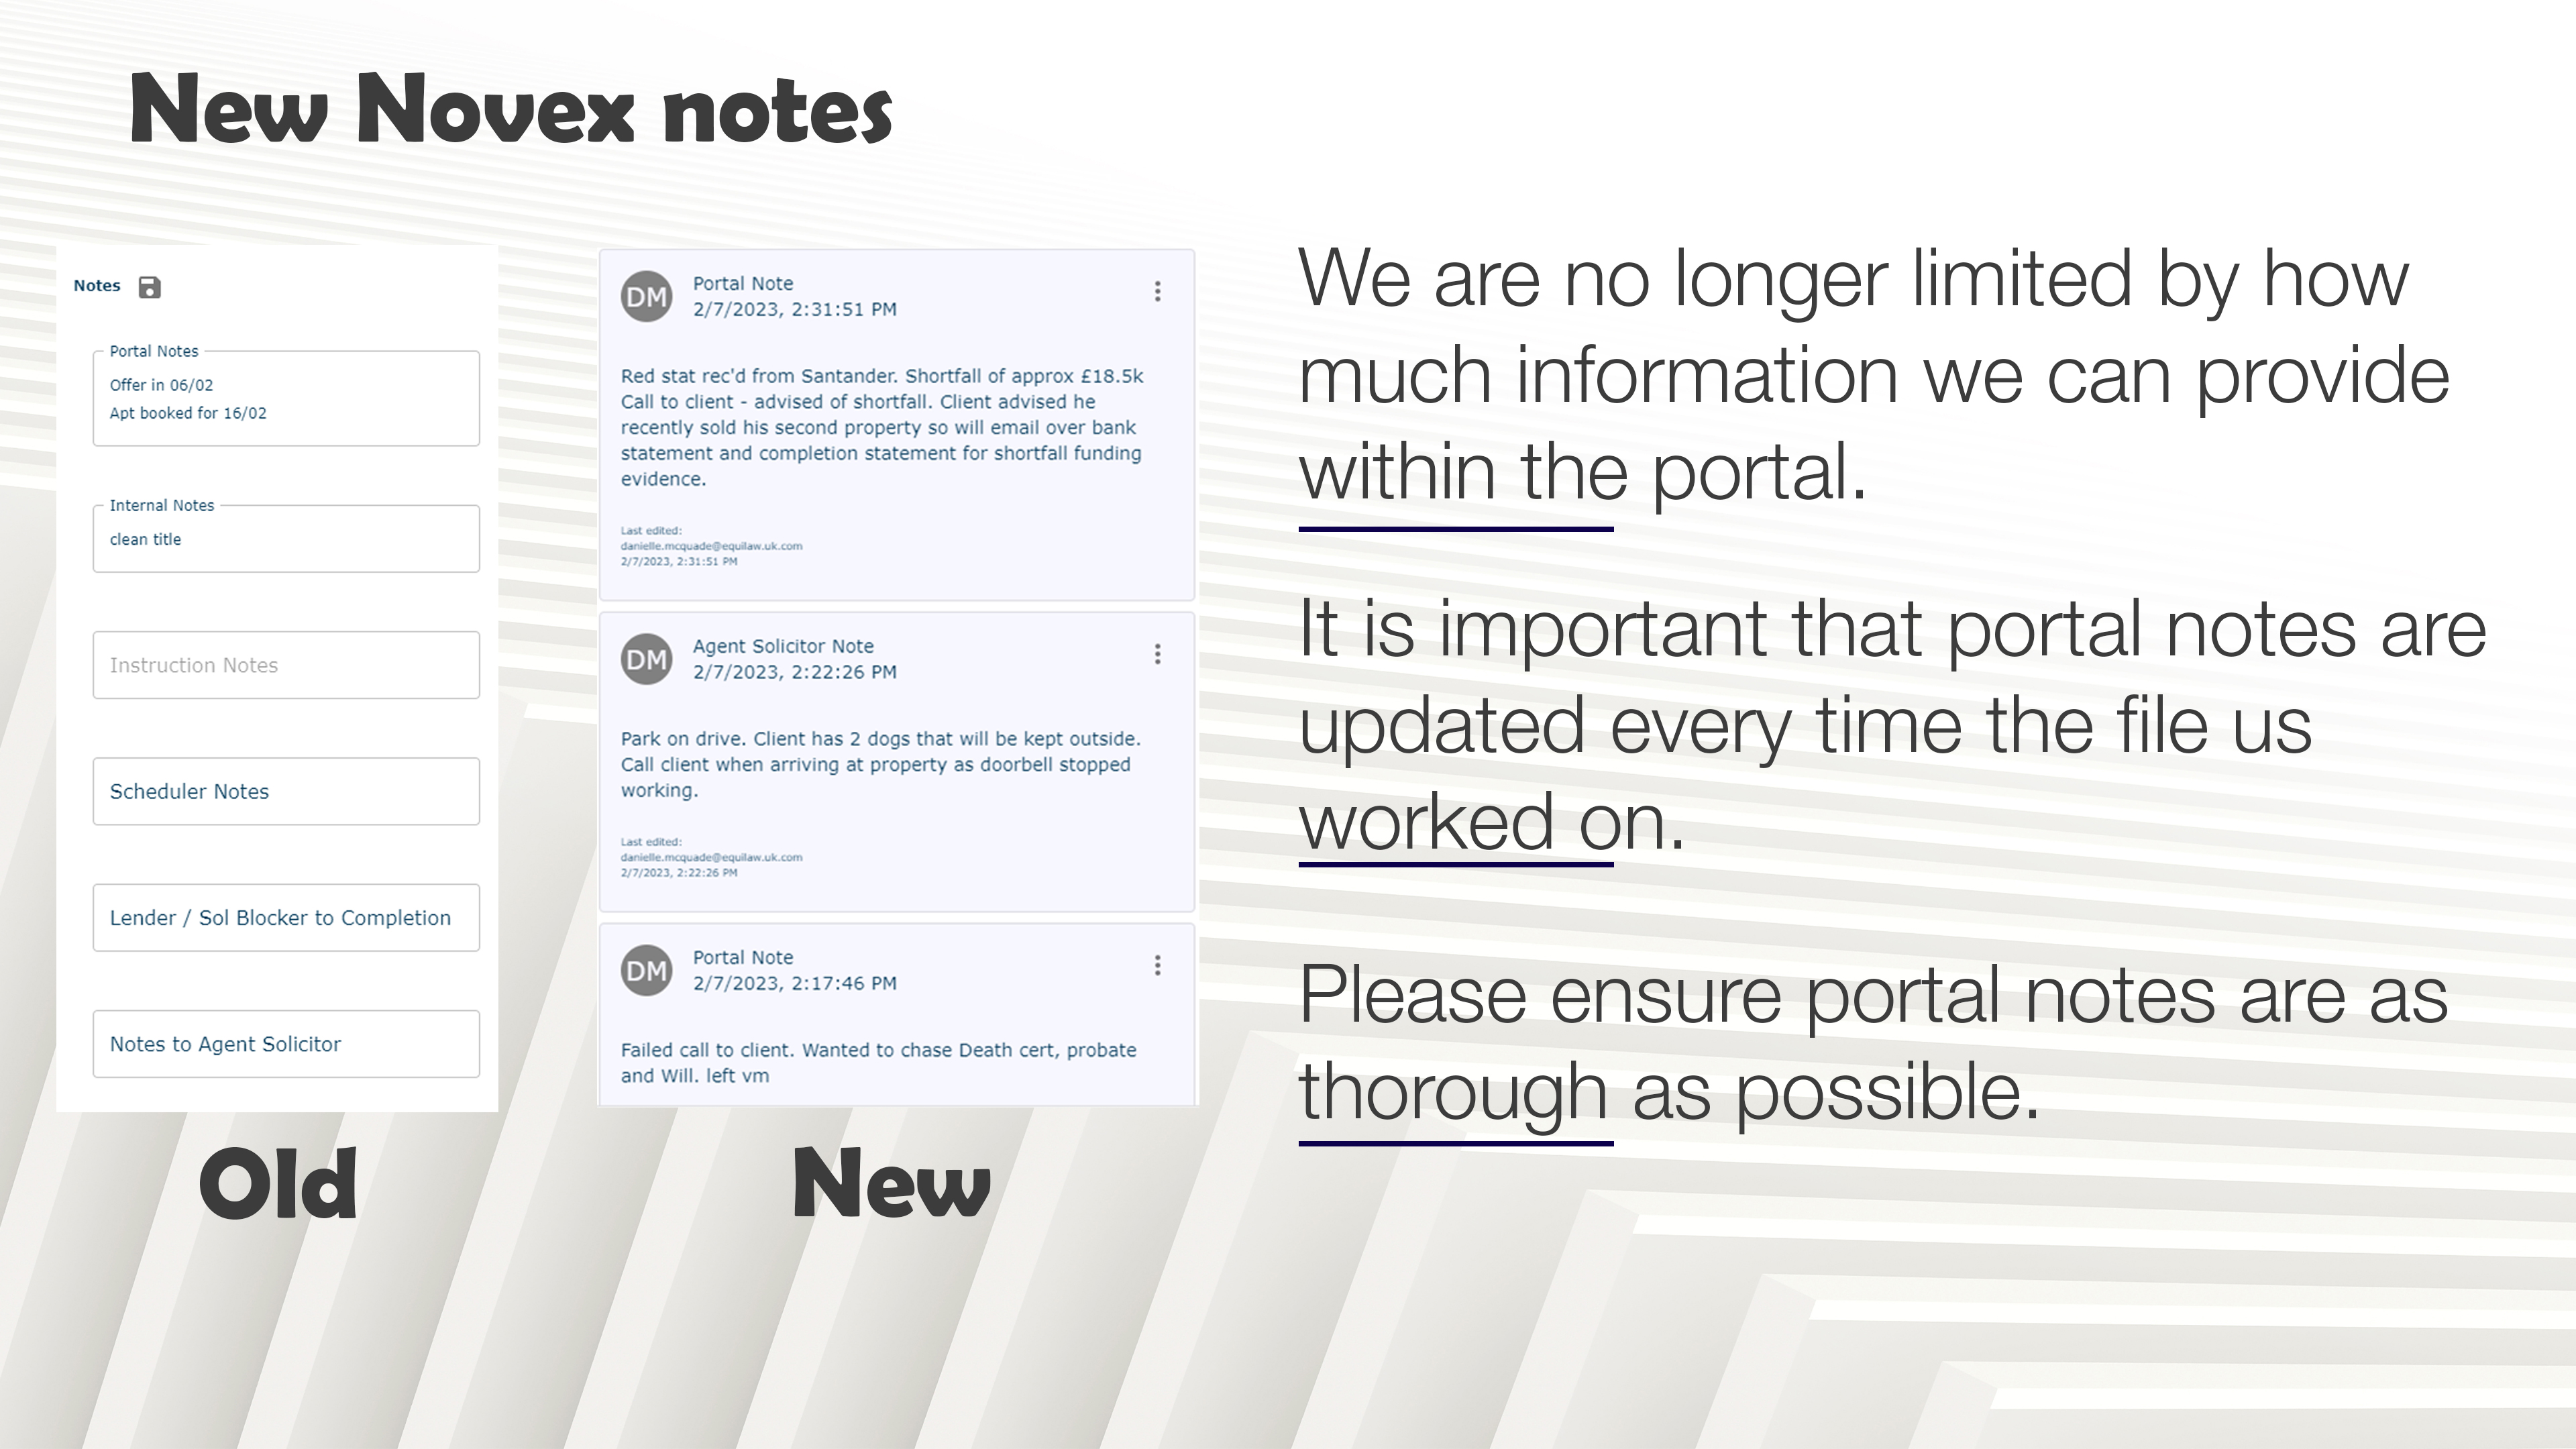 New Novex notes
Notes
Portal Notes
Offer in 06/02
Apt booked for 16/02
Internal Notes
clean title
Instruction Notes
Scheduler Notes
Lender / Sol Blocker to Completion
Notes to Agent Solicitor
Old
DM
Portal Note
2/7/2023, 2:31:51 PM
Red stat rec'd from Santander. Shortfall of approx £18.5k
Call to client - advised of shortfall. Client advised he
recently sold his second property so will email over bank
statement and completion statement for shortfall funding
evidence.
Last edited:
danielle.mcquade@equilaw.uk.com
2/7/2023, 2:31:51 PM
DM
Agent Solicitor Note
2/7/2023, 2:22:26 PM
Park on drive. Client has 2 dogs that will be kept outside.
Call client when arriving at property as doorbell stopped
working.
Last edited:
danielle.mcquade@equilaw.uk.com
2/7/2023, 2:22:26 PM
DM
Portal Note
2/7/2023, 2:17:46 PM
Failed call to client. Wanted to chase Death cert, probate
and Will. left vm
New
We are no longer limited by how
much information we can provide
within the portal.
It is important that portal notes are
updated every time the file us
worked on.
Please ensure portal notes are as
thorough as possible.